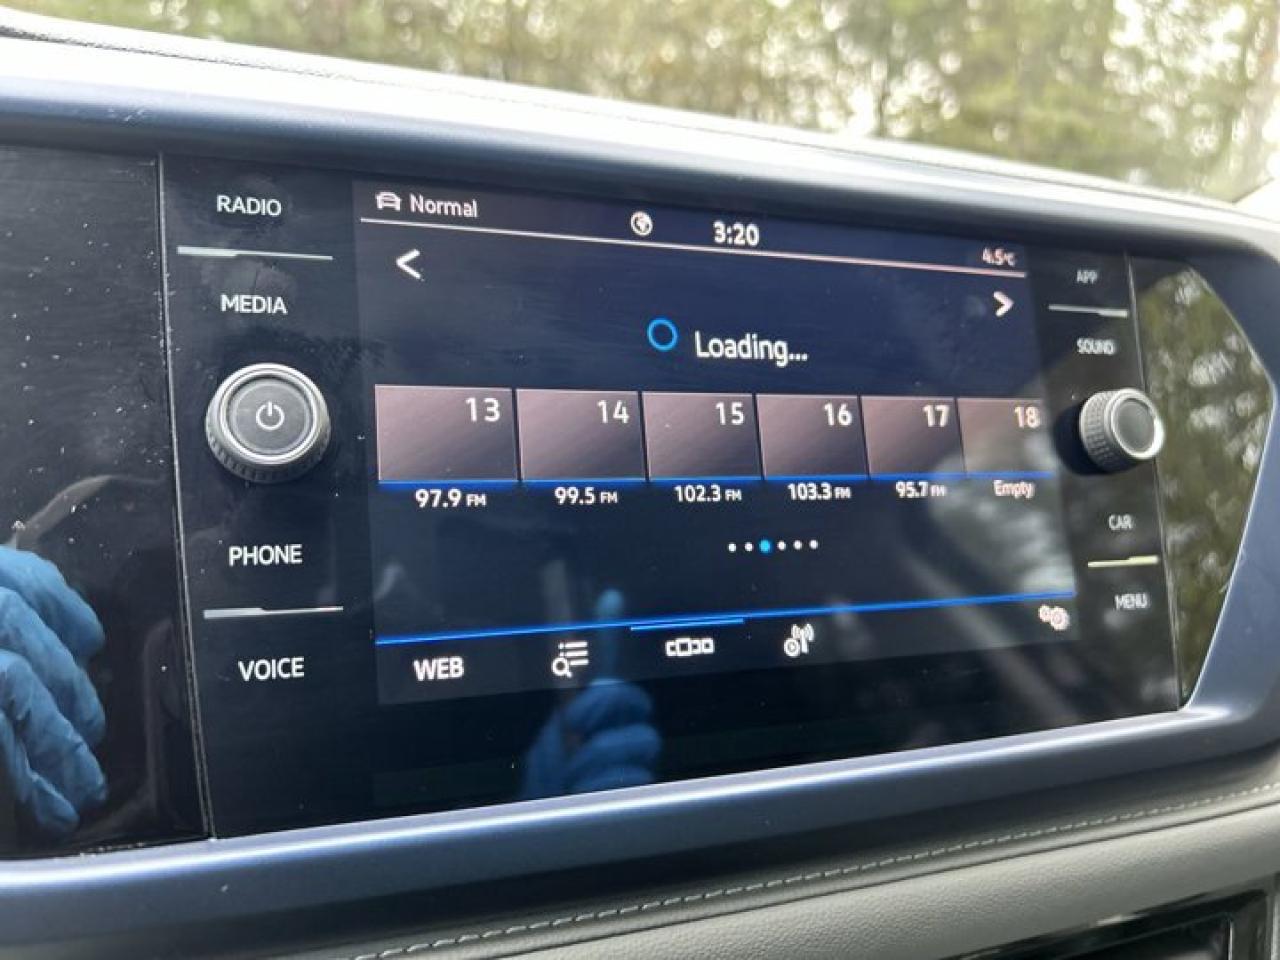 RADIO
MEDIA
PHONE
VOICE
Normal
3:20
4.5°C
<
>
Loading...
13 14 15 16 17 18
97.9 FM 99.5 FM 102.3 FM 103.3 FM 95.7 FM Empty
WEB
APP
SOUND
CAR
MENU